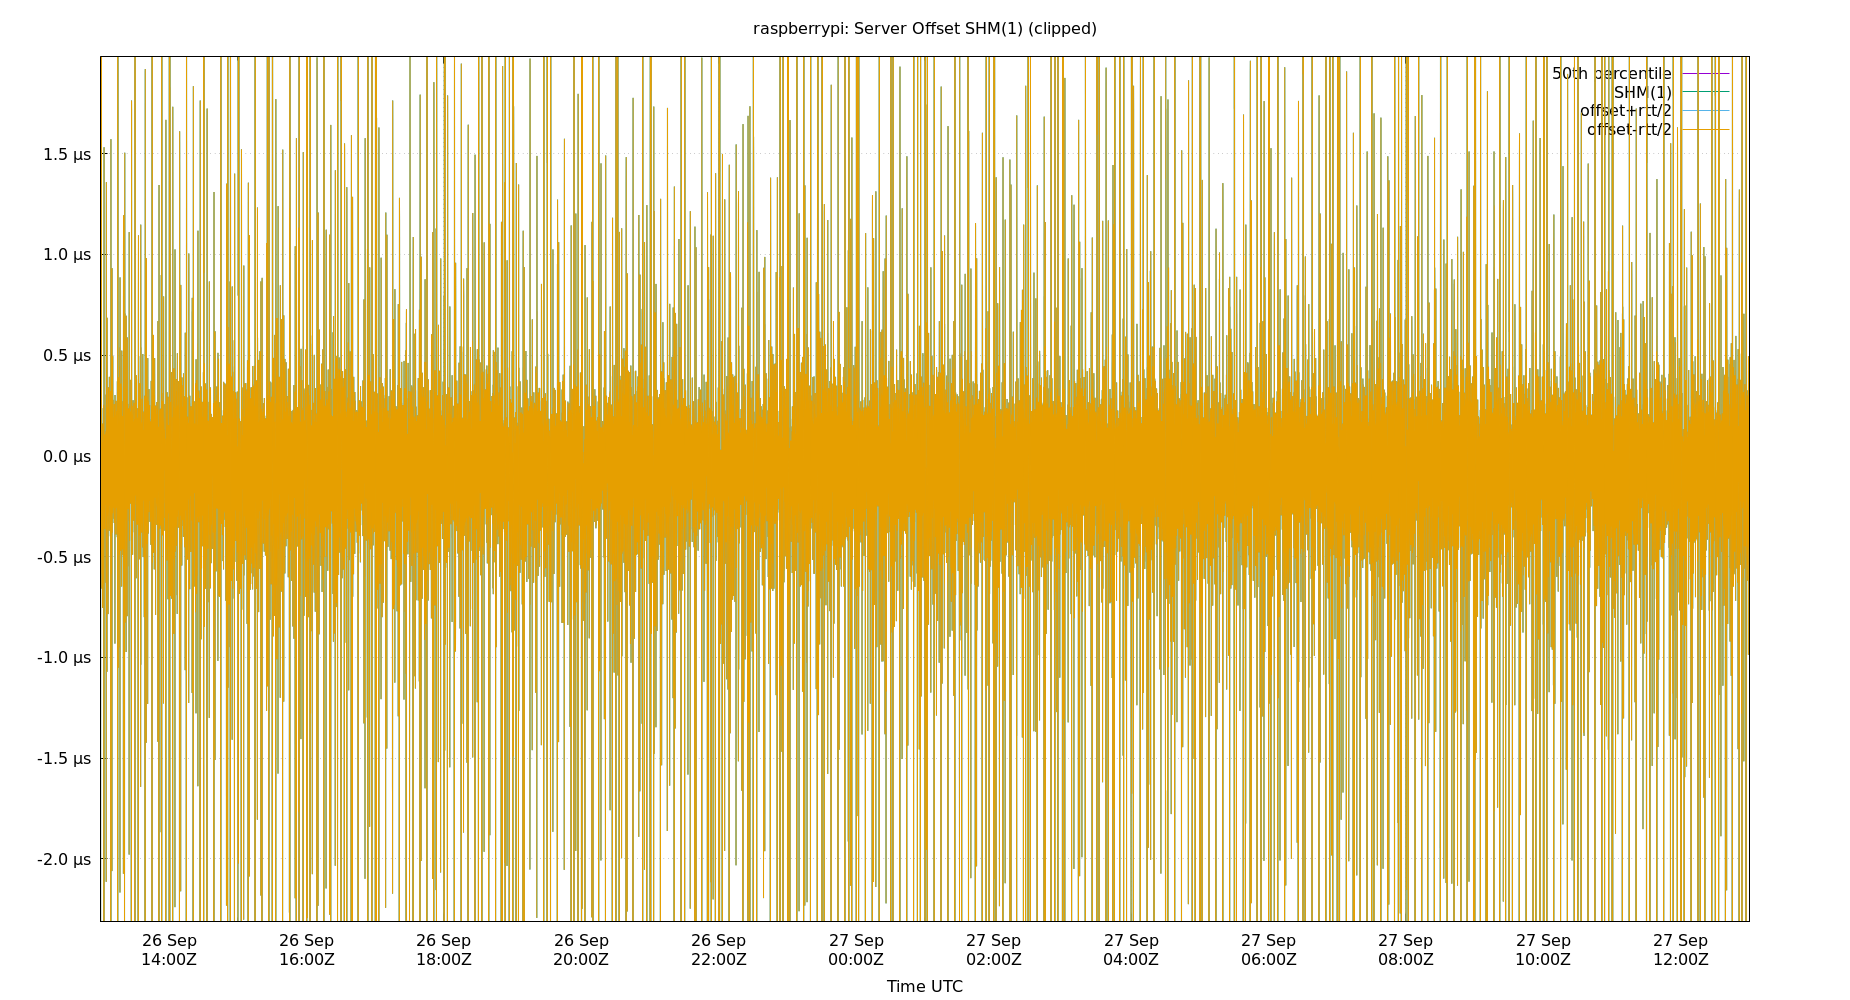 raspberrypi: Server Offset SHM(1) (clipped)
50th percentile
SHM(1)
offset+rtt/2
offset-rtt/2
1.5 µs
1.0 µs
0.5 µs
0.0 µs
-0.5 µs
-1.0 µs
-1.5 µs
-2.0 µs
26 Sep 26 Sep 26 Sep 26 Sep 26 Sep 27 Sep 27 Sep 27 Sep 27 Sep 27 Sep 27 Sep 27 Sep
14:00Z 16:00Z 18:00Z 20:00Z 22:00Z 00:00Z 02:00Z 04:00Z 06:00Z 08:00Z 10:00Z 12:00Z
Time UTC